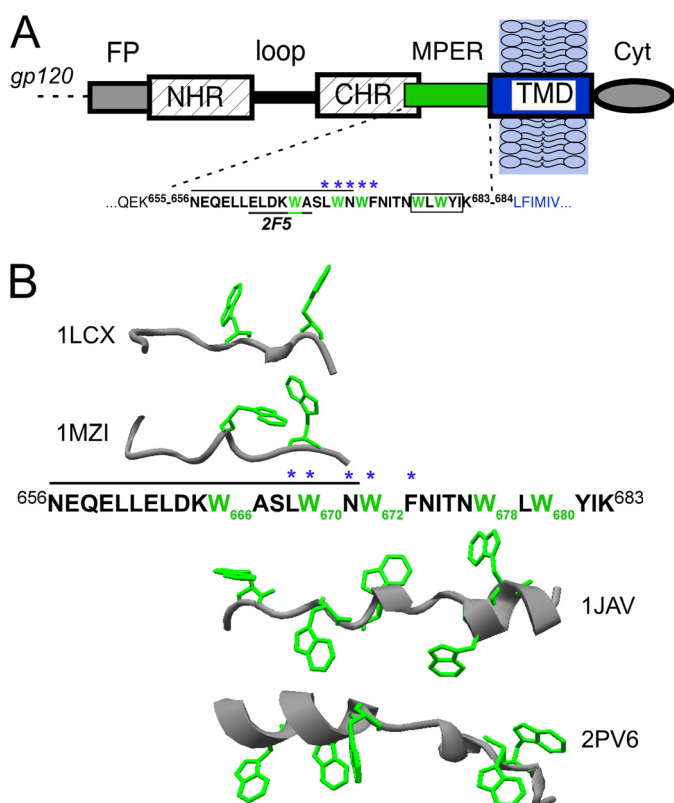 A
FP loop MPER Cyt
gp120
NHR CHR TMD
* * * * *
...QEK655-656NEQELLELDKWASLWNWFNITNWLWYIK683-684LFIMIV...
2F5
B
1LCX
1MZI
* * * * *
656NEQELLELDKW666ASLW670NW672FNITNW678LW680YIK683
1JAV
2PV6